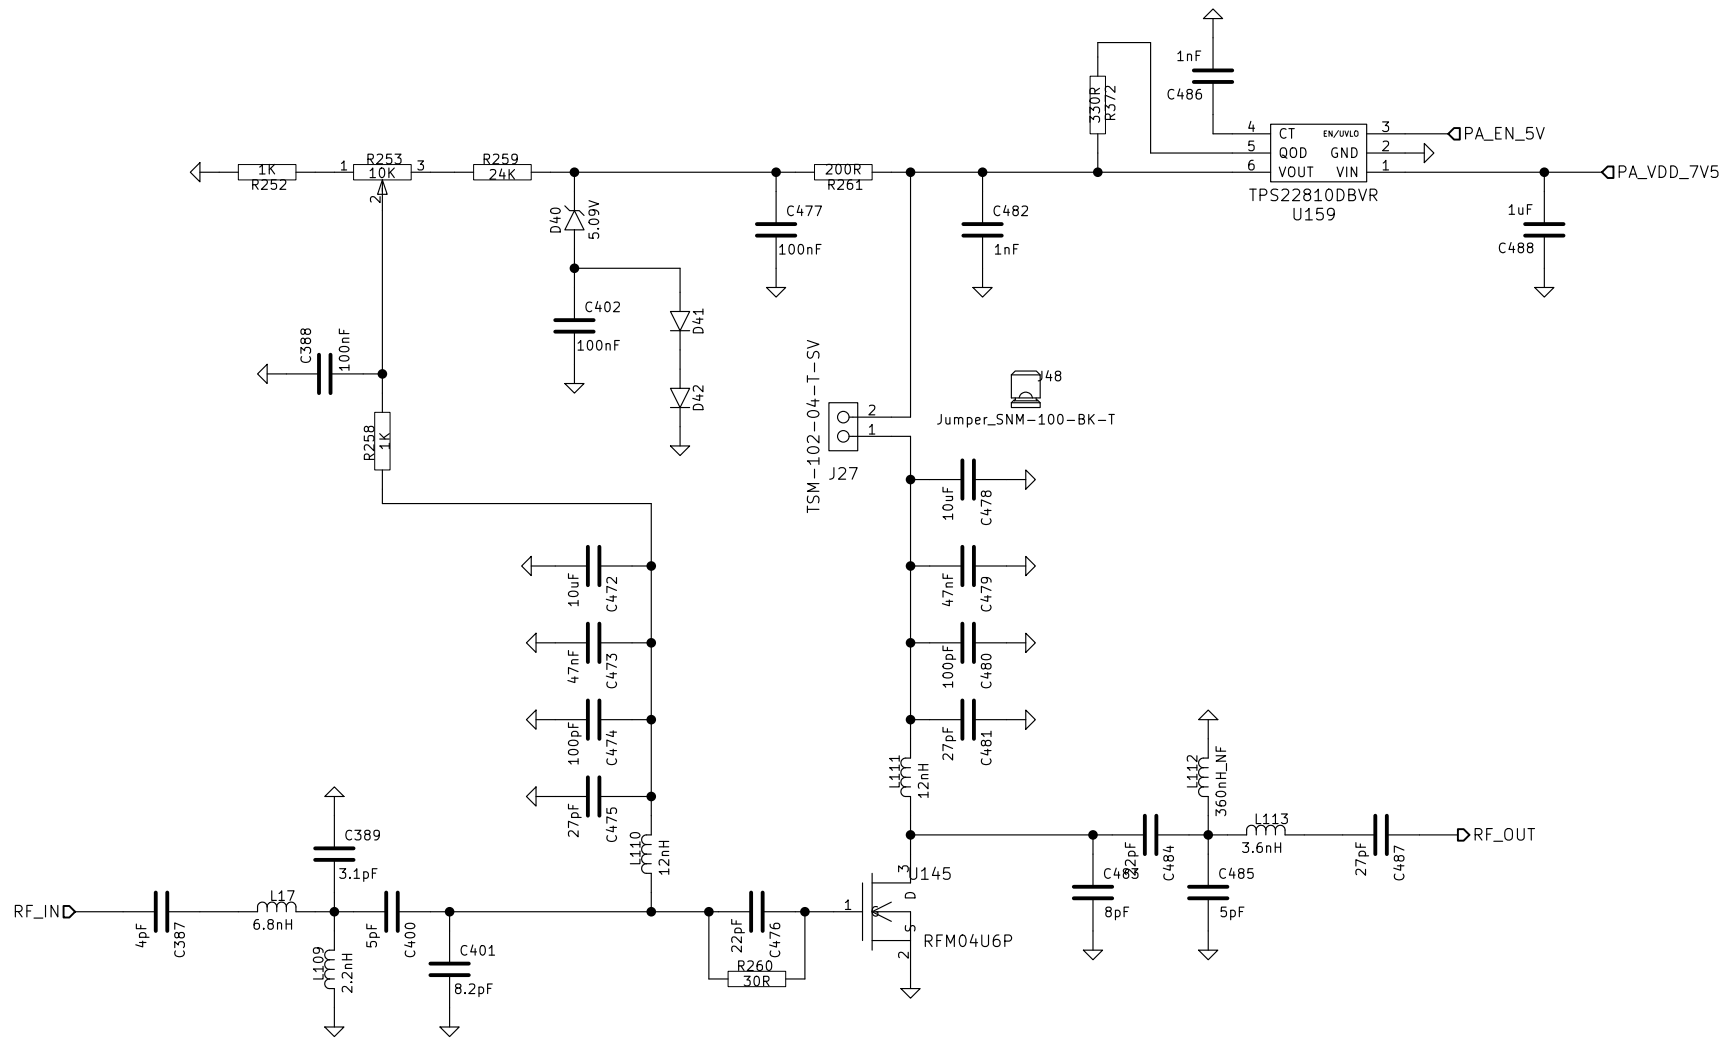 1nF
C486
330R
R372
4
CT
EN/UVLO
3
PA_EN_5V
5
QOD
GND
2
6
VOUT
VIN
1
PA_VDD_7V5
TPS22810DBVR
U159
1K
R252
1
R253
10K
3
2
R259
24K
200R
R261
D40
5.09V
C477
100nF
C482
1nF
1uF
C488
C402
100nF
D41
D42
C388
100nF
R258
1K
TSM-102-04-T-SV
2
1
J27
J48
Jumper_SNM-100-BK-T
10uF
C478
10uF
C472
47nF
C479
47nF
C473
100pF
C480
100pF
C474
27pF
C481
27pF
C475
L111
12nH
L112
360nH_NF
L110
12nH
C389
3.1pF
L113
3.6nH
RF_OUT
22pF
C484
27pF
C487
C483
8pF
C485
5pF
RF_IN
4pF
C387
L17
6.8nH
5pF
C400
L109
2.2nH
C401
8.2pF
22pF
C476
R260
30R
1
3
D
G
S
2
U145
RFM04U6P